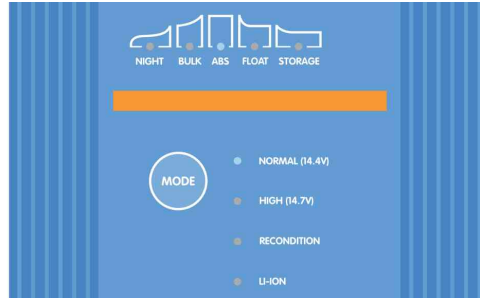 NIGHT BULK ABS FLOAT STORAGE
MODE
NORMAL (14.4V)
HIGH (14.7V)
RECONDITION
LI-ION